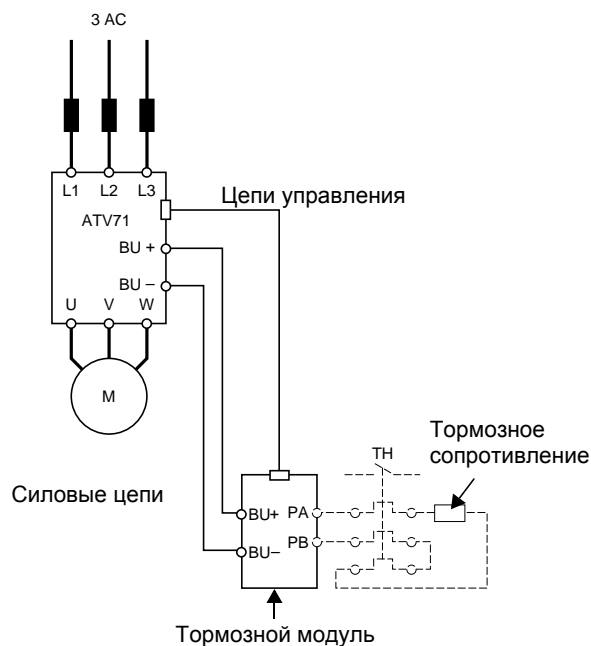 3 AC
L1 L2 L3
Цепи управления
ATV71
BU +
BU –
U V W
M
Тормозное
сопротивление
TH
Силовые цепи
BU+ PA
PB
BU–
Тормозной модуль